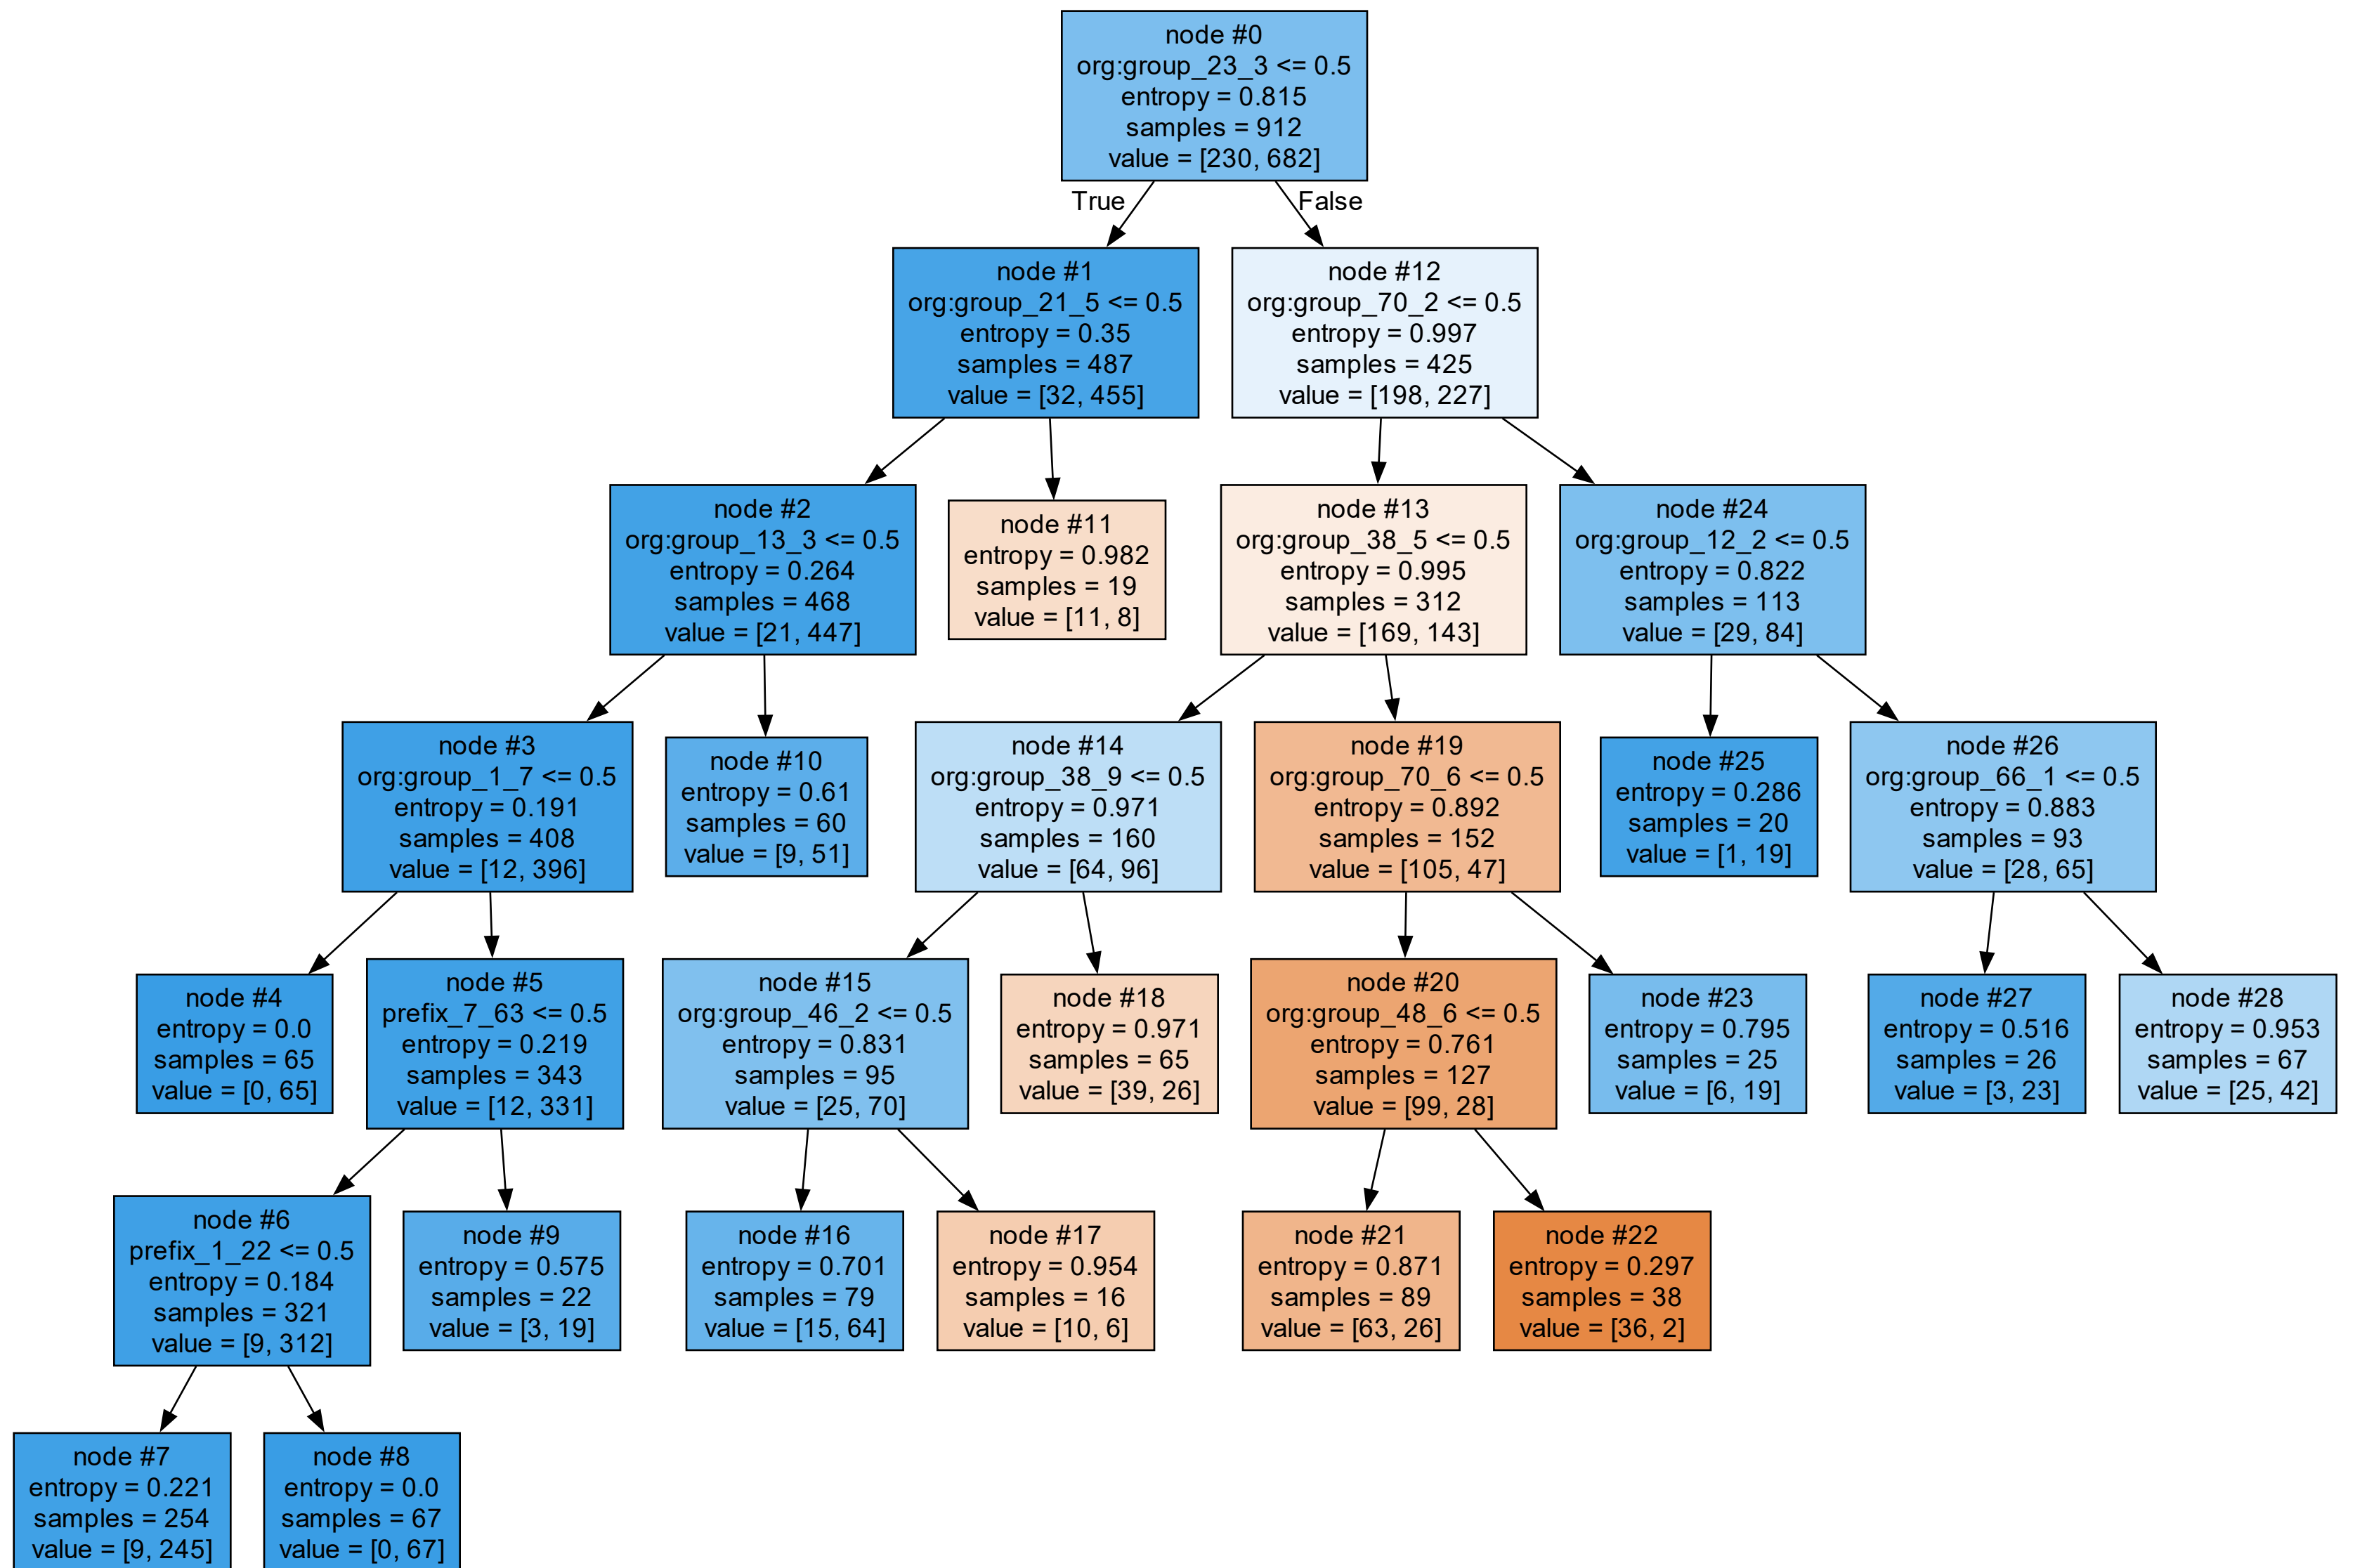 node #0
org:group_23_3 <= 0.5
entropy = 0.815
samples = 912
value = [230, 682]
True
False
node #1
org:group_21_5 <= 0.5
entropy = 0.35
samples = 487
value = [32, 455]
node #12
org:group_70_2 <= 0.5
entropy = 0.997
samples = 425
value = [198, 227]
node #2
org:group_13_3 <= 0.5
entropy = 0.264
samples = 468
value = [21, 447]
node #11
entropy = 0.982
samples = 19
value = [11, 8]
node #13
org:group_38_5 <= 0.5
entropy = 0.995
samples = 312
value = [169, 143]
node #24
org:group_12_2 <= 0.5
entropy = 0.822
samples = 113
value = [29, 84]
node #3
org:group_1_7 <= 0.5
entropy = 0.191
samples = 408
value = [12, 396]
node #10
entropy = 0.61
samples = 60
value = [9, 51]
node #14
org:group_38_9 <= 0.5
entropy = 0.971
samples = 160
value = [64, 96]
node #19
org:group_70_6 <= 0.5
entropy = 0.892
samples = 152
value = [105, 47]
node #25
entropy = 0.286
samples = 20
value = [1, 19]
node #26
org:group_66_1 <= 0.5
entropy = 0.883
samples = 93
value = [28, 65]
node #4
entropy = 0.0
samples = 65
value = [0, 65]
node #5
prefix_7_63 <= 0.5
entropy = 0.219
samples = 343
value = [12, 331]
node #15
org:group_46_2 <= 0.5
entropy = 0.831
samples = 95
value = [25, 70]
node #18
entropy = 0.971
samples = 65
value = [39, 26]
node #20
org:group_48_6 <= 0.5
entropy = 0.761
samples = 127
value = [99, 28]
node #23
entropy = 0.795
samples = 25
value = [6, 19]
node #27
entropy = 0.516
samples = 26
value = [3, 23]
node #28
entropy = 0.953
samples = 67
value = [25, 42]
node #6
prefix_1_22 <= 0.5
entropy = 0.184
samples = 321
value = [9, 312]
node #9
entropy = 0.575
samples = 22
value = [3, 19]
node #16
entropy = 0.701
samples = 79
value = [15, 64]
node #17
entropy = 0.954
samples = 16
value = [10, 6]
node #21
entropy = 0.871
samples = 89
value = [63, 26]
node #22
entropy = 0.297
samples = 38
value = [36, 2]
node #7
entropy = 0.221
samples = 254
value = [9, 245]
node #8
entropy = 0.0
samples = 67
value = [0, 67]